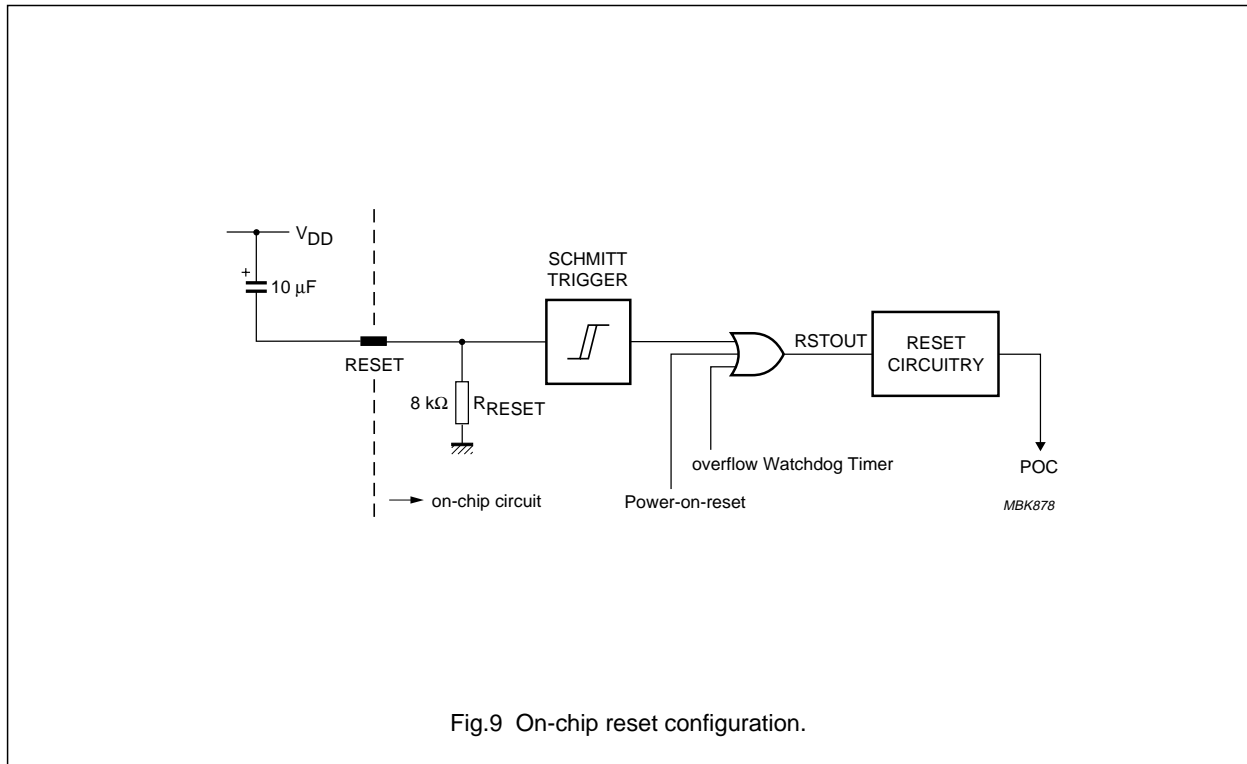 VDD
+
10 µF
RESET
8 kΩ
RRESET
SCHMITT
TRIGGER
RSTOUT
RESET
CIRCUITRY
overflow Watchdog Timer
POC
on-chip circuit
Power-on-reset
MBK878
Fig.9 On-chip reset configuration.